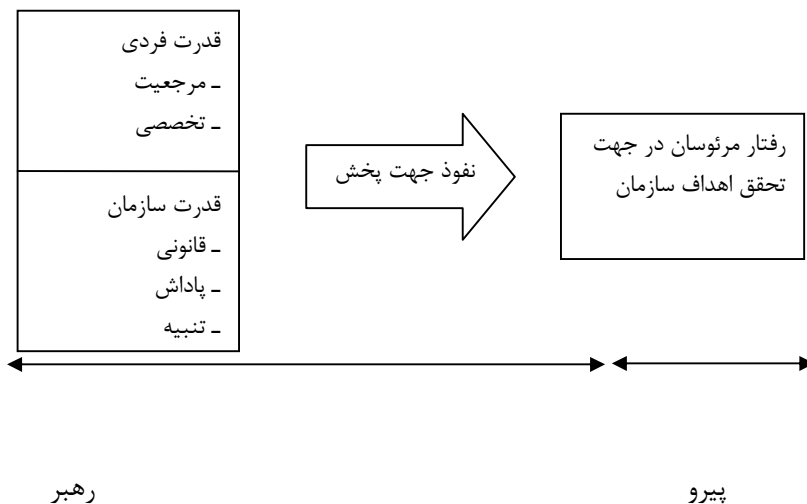 قدرت فردی
ـ مرجعیت
ـ تخصصی
قدرت سازمان
ـ قانونی
ـ پاداش
ـ تنبیه
نفوذ جهت پخش
رفتار مرئوسان در جهت
تحقق اهداف سازمان
رهبر
پیرو